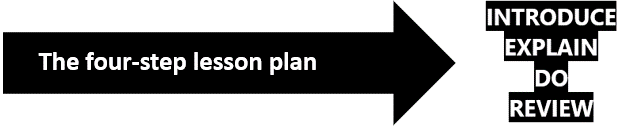 The four-step lesson plan
INTRODUCE
EXPLAIN
DO
REVIEW